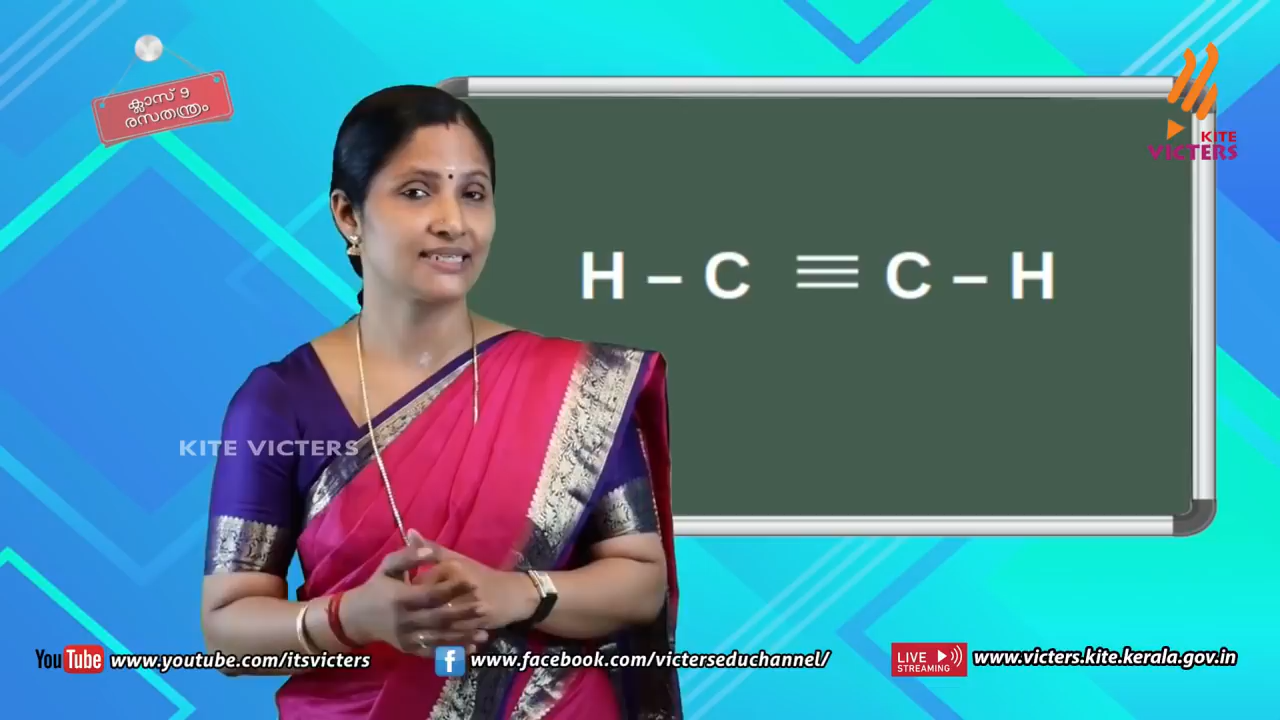 ക്ലാസ് 9
രസതന്ത്രം
KITE
VICTERS
H – C ≡ C – H
KITE VICTERS
YouTube www.youtube.com/itsvicters
f www.facebook.com/victerseduchannel/
LIVE
STREAMING
www.victers.kite.kerala.gov.in